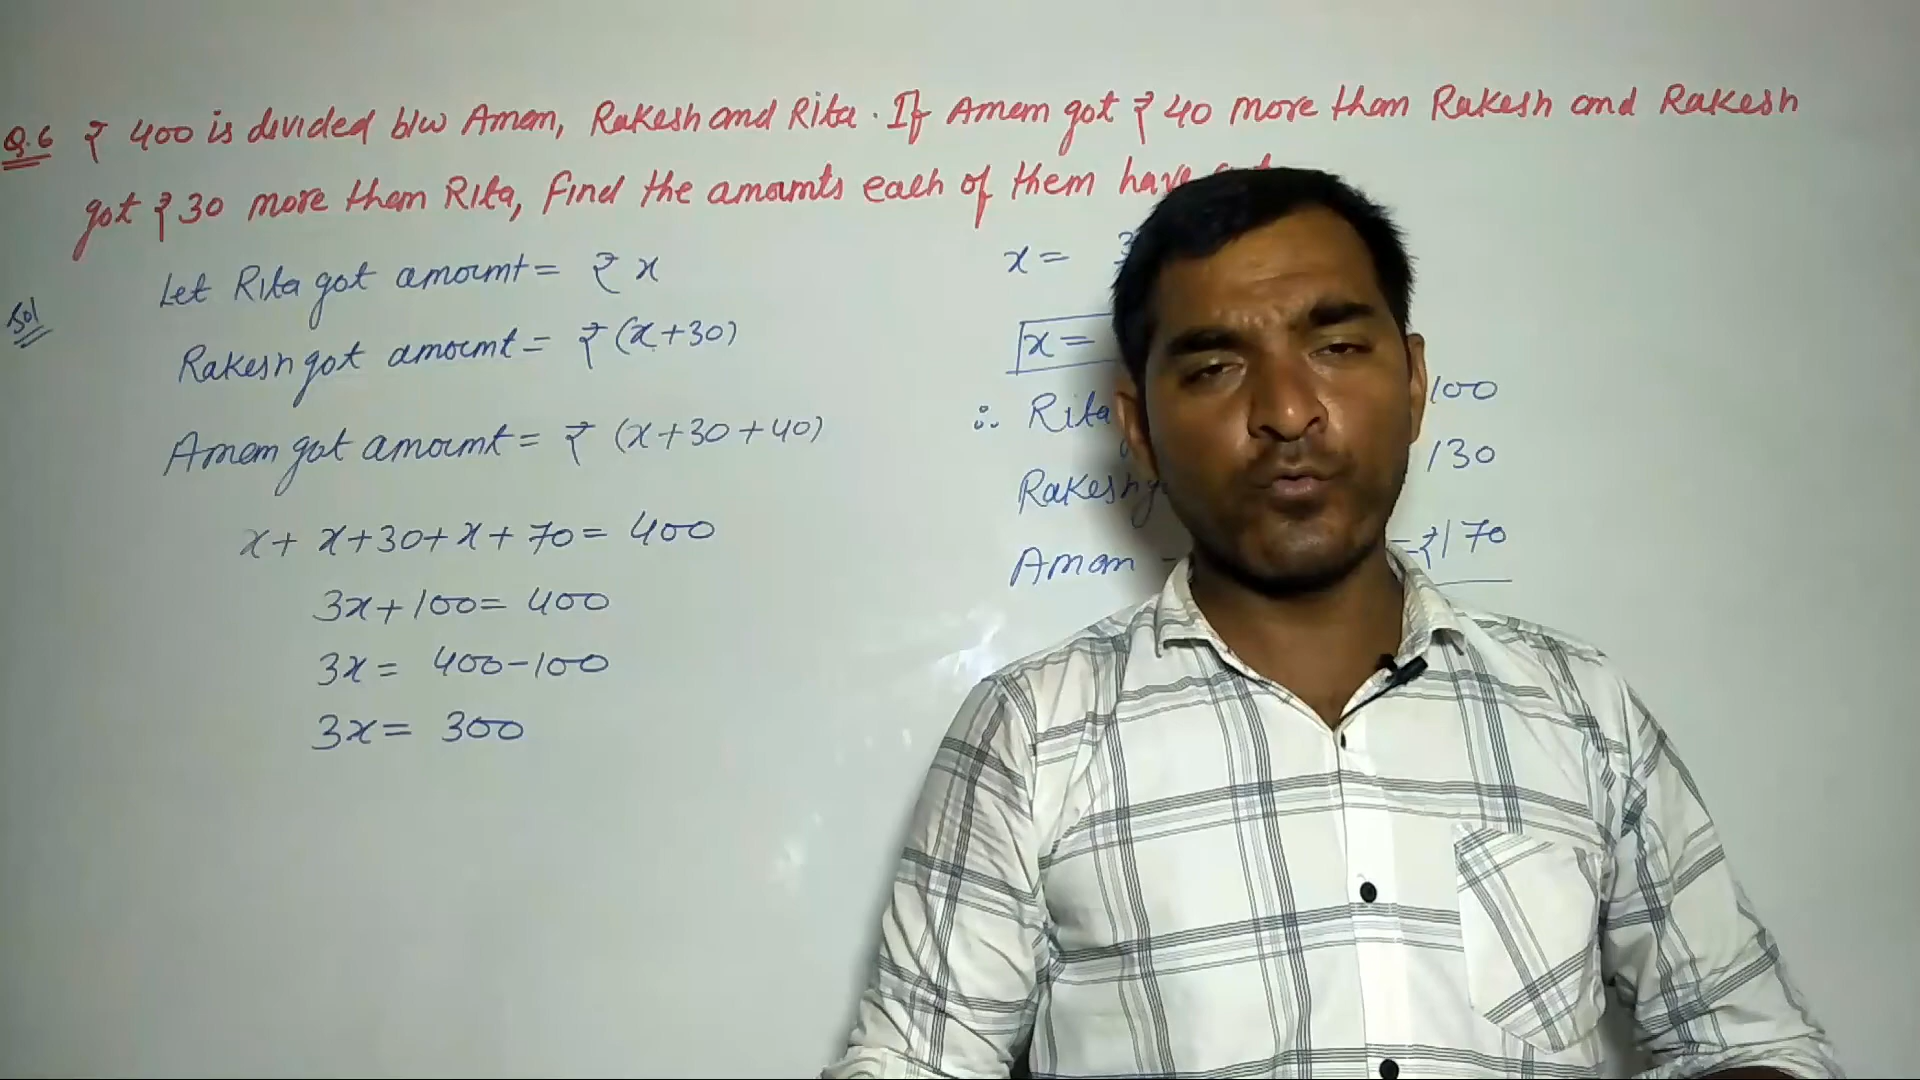 Q.6 ₹ 400 is divided b/w Aman, Rakesh and Rita. If Aman got ₹ 40 more than Rakesh and Rakesh
got ₹ 30 more than Rita, find the amounts each of them have
Sol
Let Rita got amount = ₹ x
Rakesh got amount = ₹ (x+30)
Aman got amount = ₹ (x+30+40)
x + x+30+x+70 = 400
3x+100 = 400
3x = 400-100
3x = 300
x = 3
x =
∴ Rita 100
Rakesh 130
Aman - =₹170